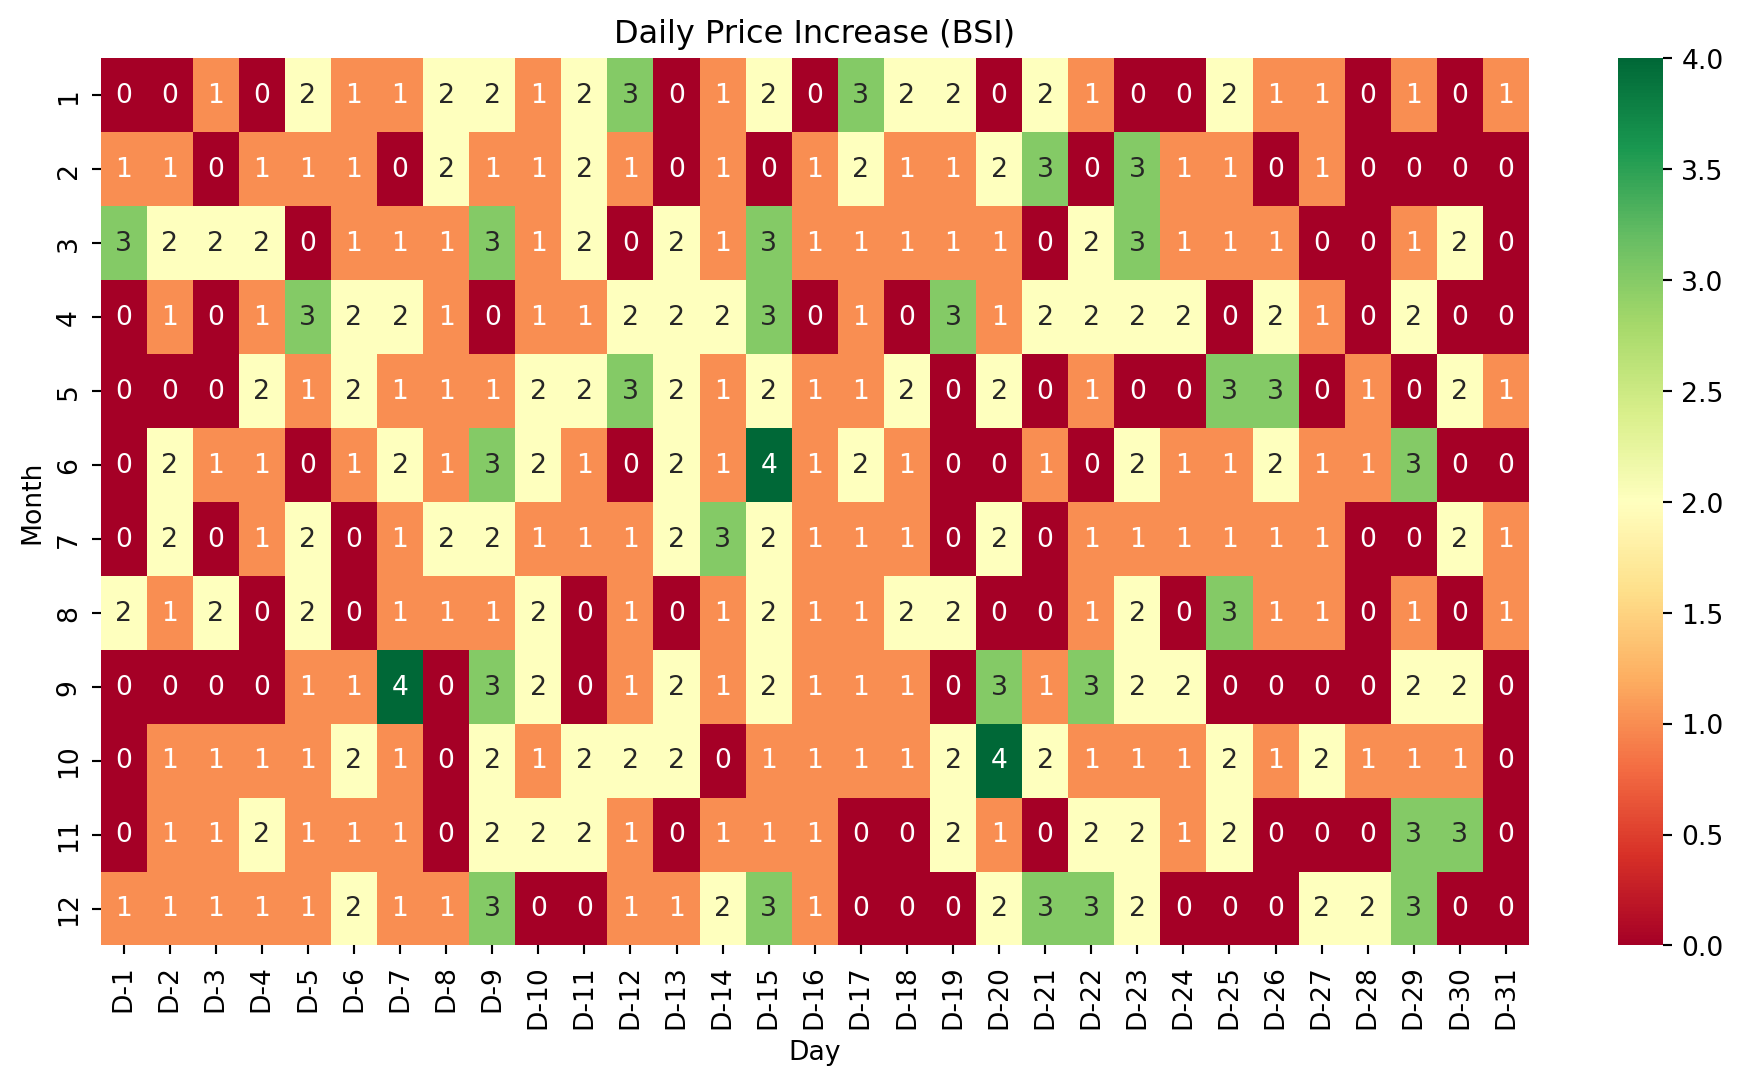 Daily Price Increase (BSI)
1 0 0 1 0 2 1 1 2 2 1 2 3 0 1 2 0 3 2 2 0 2 1 0 0 2 1 1 0 1 0 1
2 1 1 0 1 1 1 0 2 1 1 2 1 0 1 0 1 2 1 1 2 3 0 3 1 1 0 1 0 0 0 0
3 3 2 2 2 0 1 1 1 3 1 2 0 2 1 3 1 1 1 1 1 0 2 3 1 1 1 0 0 1 2 0
4 0 1 0 1 3 2 2 1 0 1 1 2 2 2 3 0 1 0 3 1 2 2 2 2 0 2 1 0 2 0 0
5 0 0 0 2 1 2 1 1 1 2 2 3 2 1 2 1 1 2 0 2 0 1 0 0 3 3 0 1 0 2 1
6 0 2 1 1 0 1 2 1 3 2 1 0 2 1 4 1 2 1 0 0 1 0 2 1 1 2 1 1 3 0 0
7 0 2 0 1 2 0 1 2 2 1 1 1 2 3 2 1 1 1 0 2 0 1 1 1 1 1 1 0 0 2 1
8 2 1 2 0 2 0 1 1 1 2 0 1 0 1 2 1 1 2 2 0 0 1 2 0 3 1 1 0 1 0 1
9 0 0 0 0 1 1 4 0 3 2 0 1 2 1 2 1 1 1 0 3 1 3 2 2 0 0 0 0 2 2 0
10 0 1 1 1 1 2 1 0 2 1 2 2 2 0 1 1 1 1 2 4 2 1 1 1 2 1 2 1 1 1 0
11 0 1 1 2 1 1 1 0 2 2 2 1 0 1 1 1 0 0 2 1 0 2 2 1 2 0 0 0 3 3 0
12 1 1 1 1 1 2 1 1 3 0 0 1 1 2 3 1 0 0 0 2 3 3 2 0 0 0 2 2 3 0 0
Month
D-1 D-2 D-3 D-4 D-5 D-6 D-7 D-8 D-9 D-10 D-11 D-12 D-13 D-14 D-15 D-16 D-17 D-18 D-19 D-20 D-21 D-22 D-23 D-24 D-25 D-26 D-27 D-28 D-29 D-30 D-31
Day
4.0
3.5
3.0
2.5
2.0
1.5
1.0
0.5
0.0